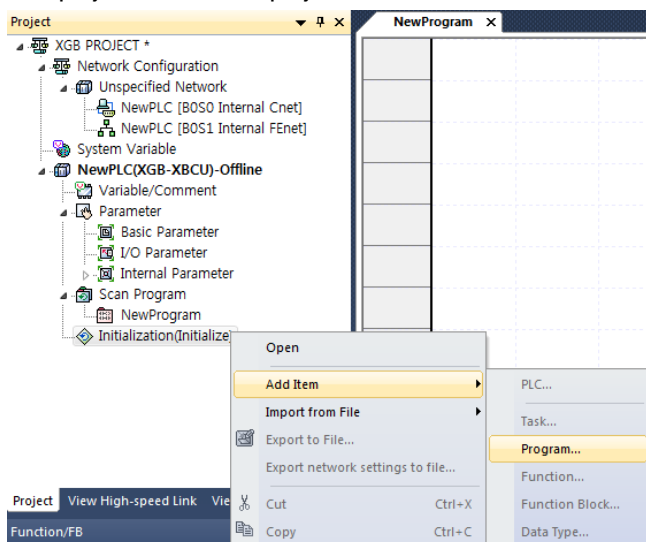 Project
NewProgram
XGB PROJECT *
Network Configuration
Unspecified Network
NewPLC [B0S0 Internal Cnet]
NewPLC [B0S1 Internal FEnet]
System Variable
NewPLC(XGB-XBCU)-Offline
Variable/Comment
Parameter
Basic Parameter
I/O Parameter
Internal Parameter
Scan Program
NewProgram
Initialization(Initialize)
Open
Add Item
Import from File
Export to File...
Export network settings to file...
Cut Ctrl+X
Copy Ctrl+C
PLC...
Task...
Program...
Function...
Function Block...
Data Type...
Project View High-speed Link
Function/FB